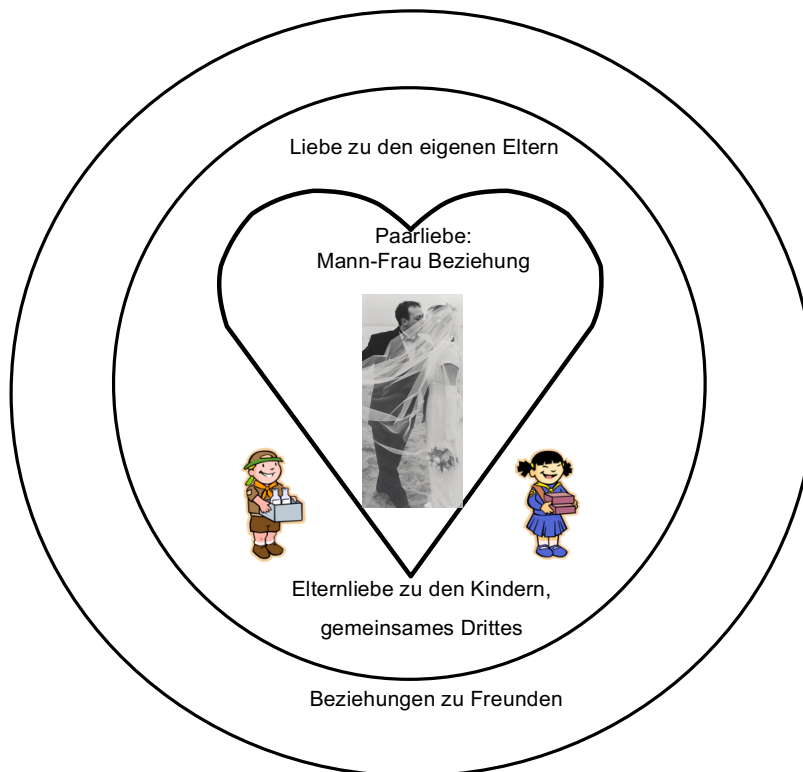 Liebe zu den eigenen Eltern
Paarliebe:
Mann-Frau Beziehung
Elternliebe zu den Kindern,
gemeinsames Drittes
Beziehungen zu Freunden